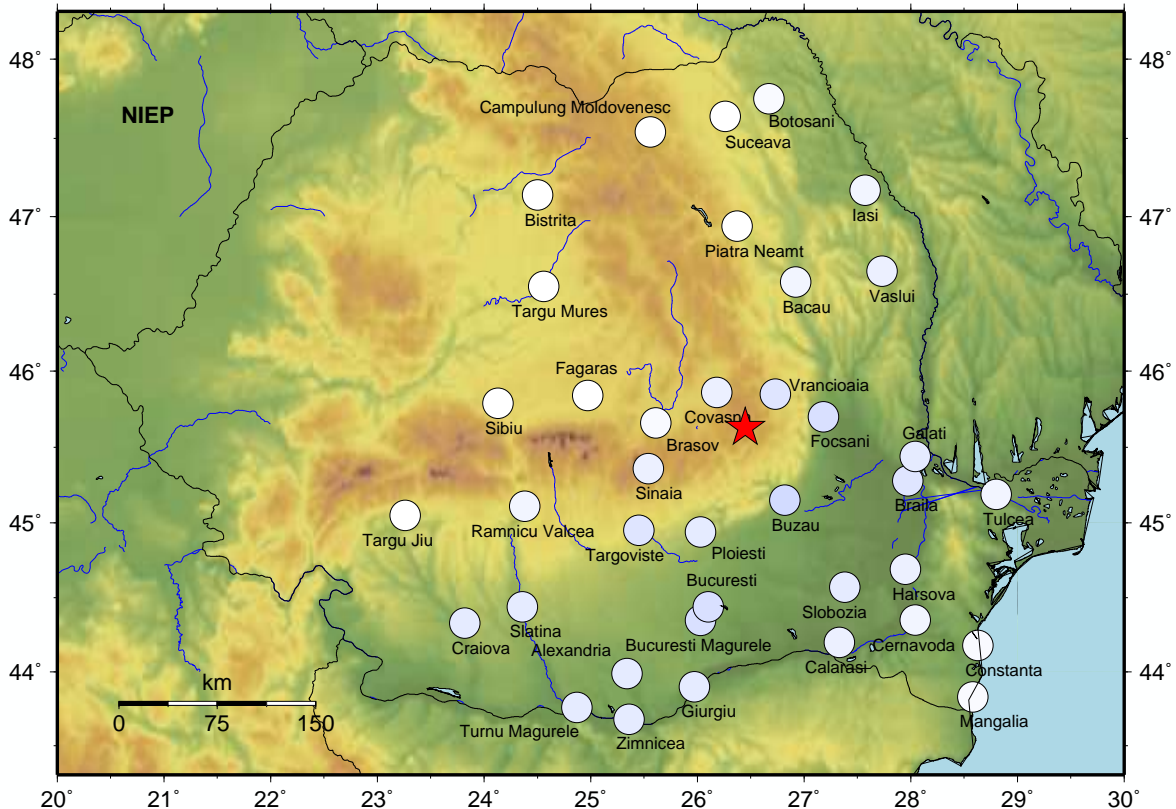 48˚
48˚
NIEP
Campulung Moldovenesc
Botosani
Suceava
47˚
47˚
Iasi
Bistrita
Piatra Neamt
Vaslui
Bacau
Targu Mures
46˚
46˚
Fagaras
Vrancioaia
Covasna
Sibiu
Brasov
Focsani
Galati
Sinaia
Braila
Buzau
Tulcea
45˚
45˚
Ramnicu Valcea
Targu Jiu
Targoviste
Ploiesti
Bucuresti
Harsova
Slobozia
Slatina
Craiova
Alexandria
Bucuresti Magurele
Cernavoda
Calarasi
Constanta
44˚
44˚
km
Giurgiu
0 75 150
Turnu Magurele
Mangalia
Zimnicea
20˚ 21˚ 22˚ 23˚ 24˚ 25˚ 26˚ 27˚ 28˚ 29˚ 30˚